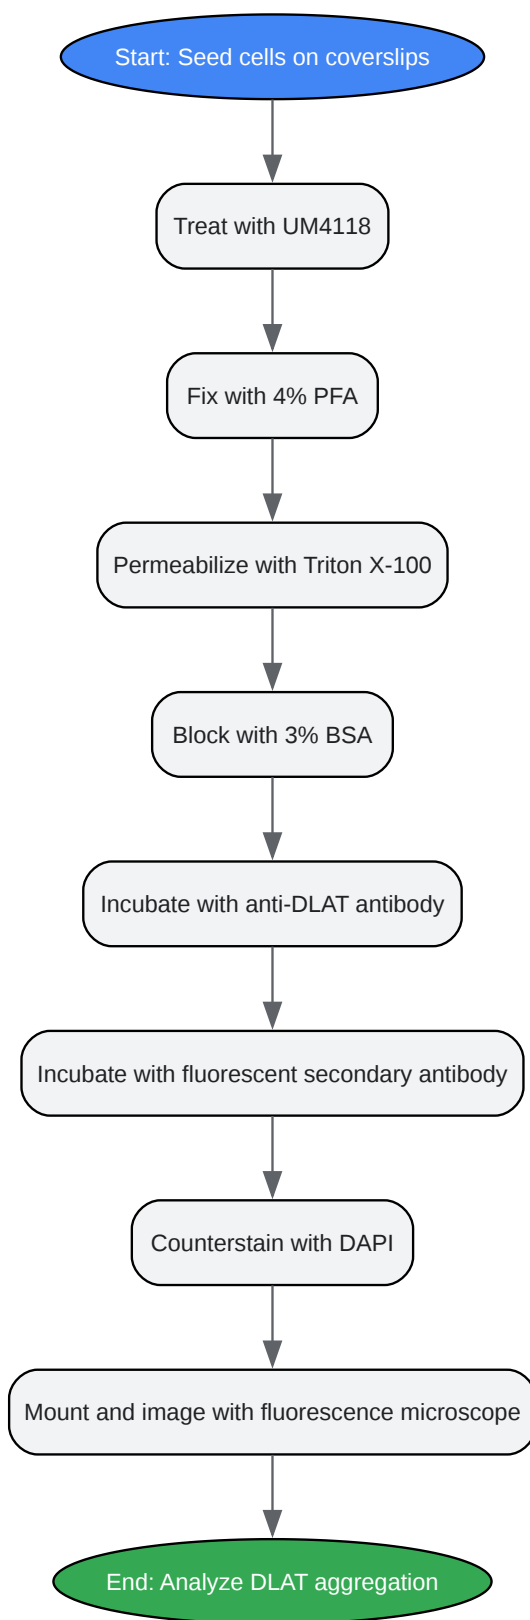 Start: Seed cells on coverslips
Treat with UM4118
Fix with 4% PFA
Permeabilize with Triton X-100
Block with 3% BSA
Incubate with anti-DLAT antibody
Incubate with fluorescent secondary antibody
Counterstain with DAPI
Mount and image with fluorescence microscope
End: Analyze DLAT aggregation